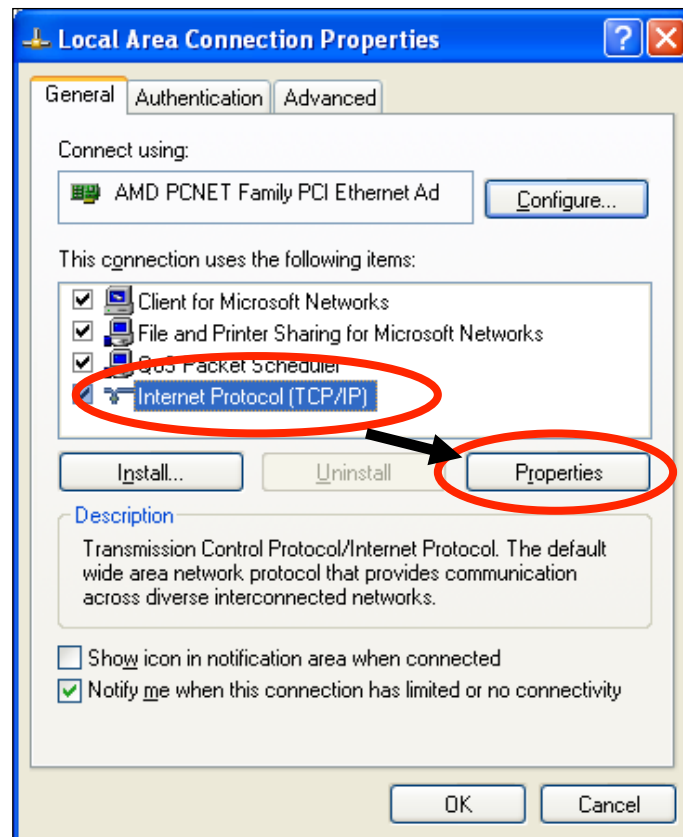 Local Area Connection Properties
General Authentication Advanced
Connect using:
AMD PCNET Family PCI Ethernet Ad Configure...
This connection uses the following items:
Client for Microsoft Networks
File and Printer Sharing for Microsoft Networks
QoS Packet Scheduler
Internet Protocol (TCP/IP)
Install... Uninstall Properties
Description
Transmission Control Protocol/Internet Protocol. The default
wide area network protocol that provides communication
across diverse interconnected networks.
Show icon in notification area when connected
Notify me when this connection has limited or no connectivity
OK Cancel